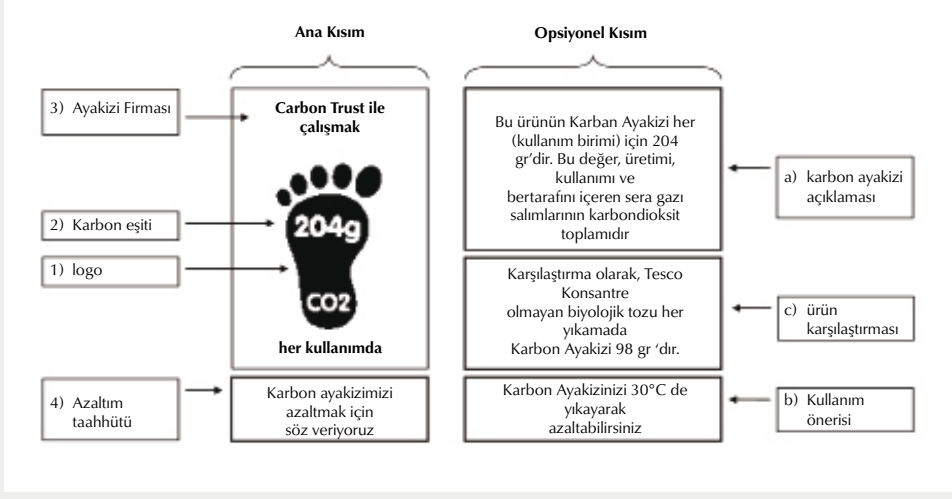 Ana Kısım
Opsiyonel Kısım
3) Ayakizi Firması
Carbon Trust ile
çalışmak
2) Karbon eşiti
204g
1) logo
CO2
her kullanımda
4) Azaltım
taahhütü
Karbon ayakizimizi
azaltmak için
söz veriyoruz
Bu ürünün Karban Ayakizi her
(kullanım birimi) için 204
gr'dir. Bu değer, üretimi,
kullanımı ve
bertarafını içeren sera gazı
salımlarının karbondioksit
toplamıdır
a) karbon ayakizi
açıklaması
Karşılaştırma olarak, Tesco
Konsantre
olmayan biyolojik tozu her
yıkamada
Karbon Ayakizi 98 gr 'dır.
c) ürün
karşılaştırması
Karbon Ayakizinizi 30°C de
yıkayarak
azaltabilirsiniz
b) Kullanım
önerisi